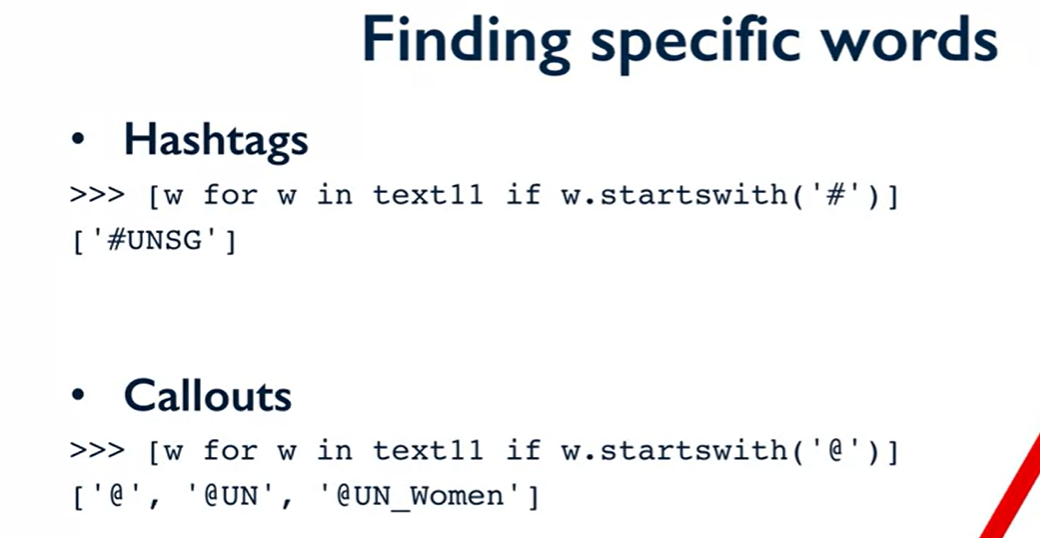 Finding specific words
• Hashtags
>>> [w for w in text11 if w.startswith('#')]
['#UNSG']
• Callouts
>>> [w for w in text11 if w.startswith('@')]
['@', '@UN', '@UN_Women']